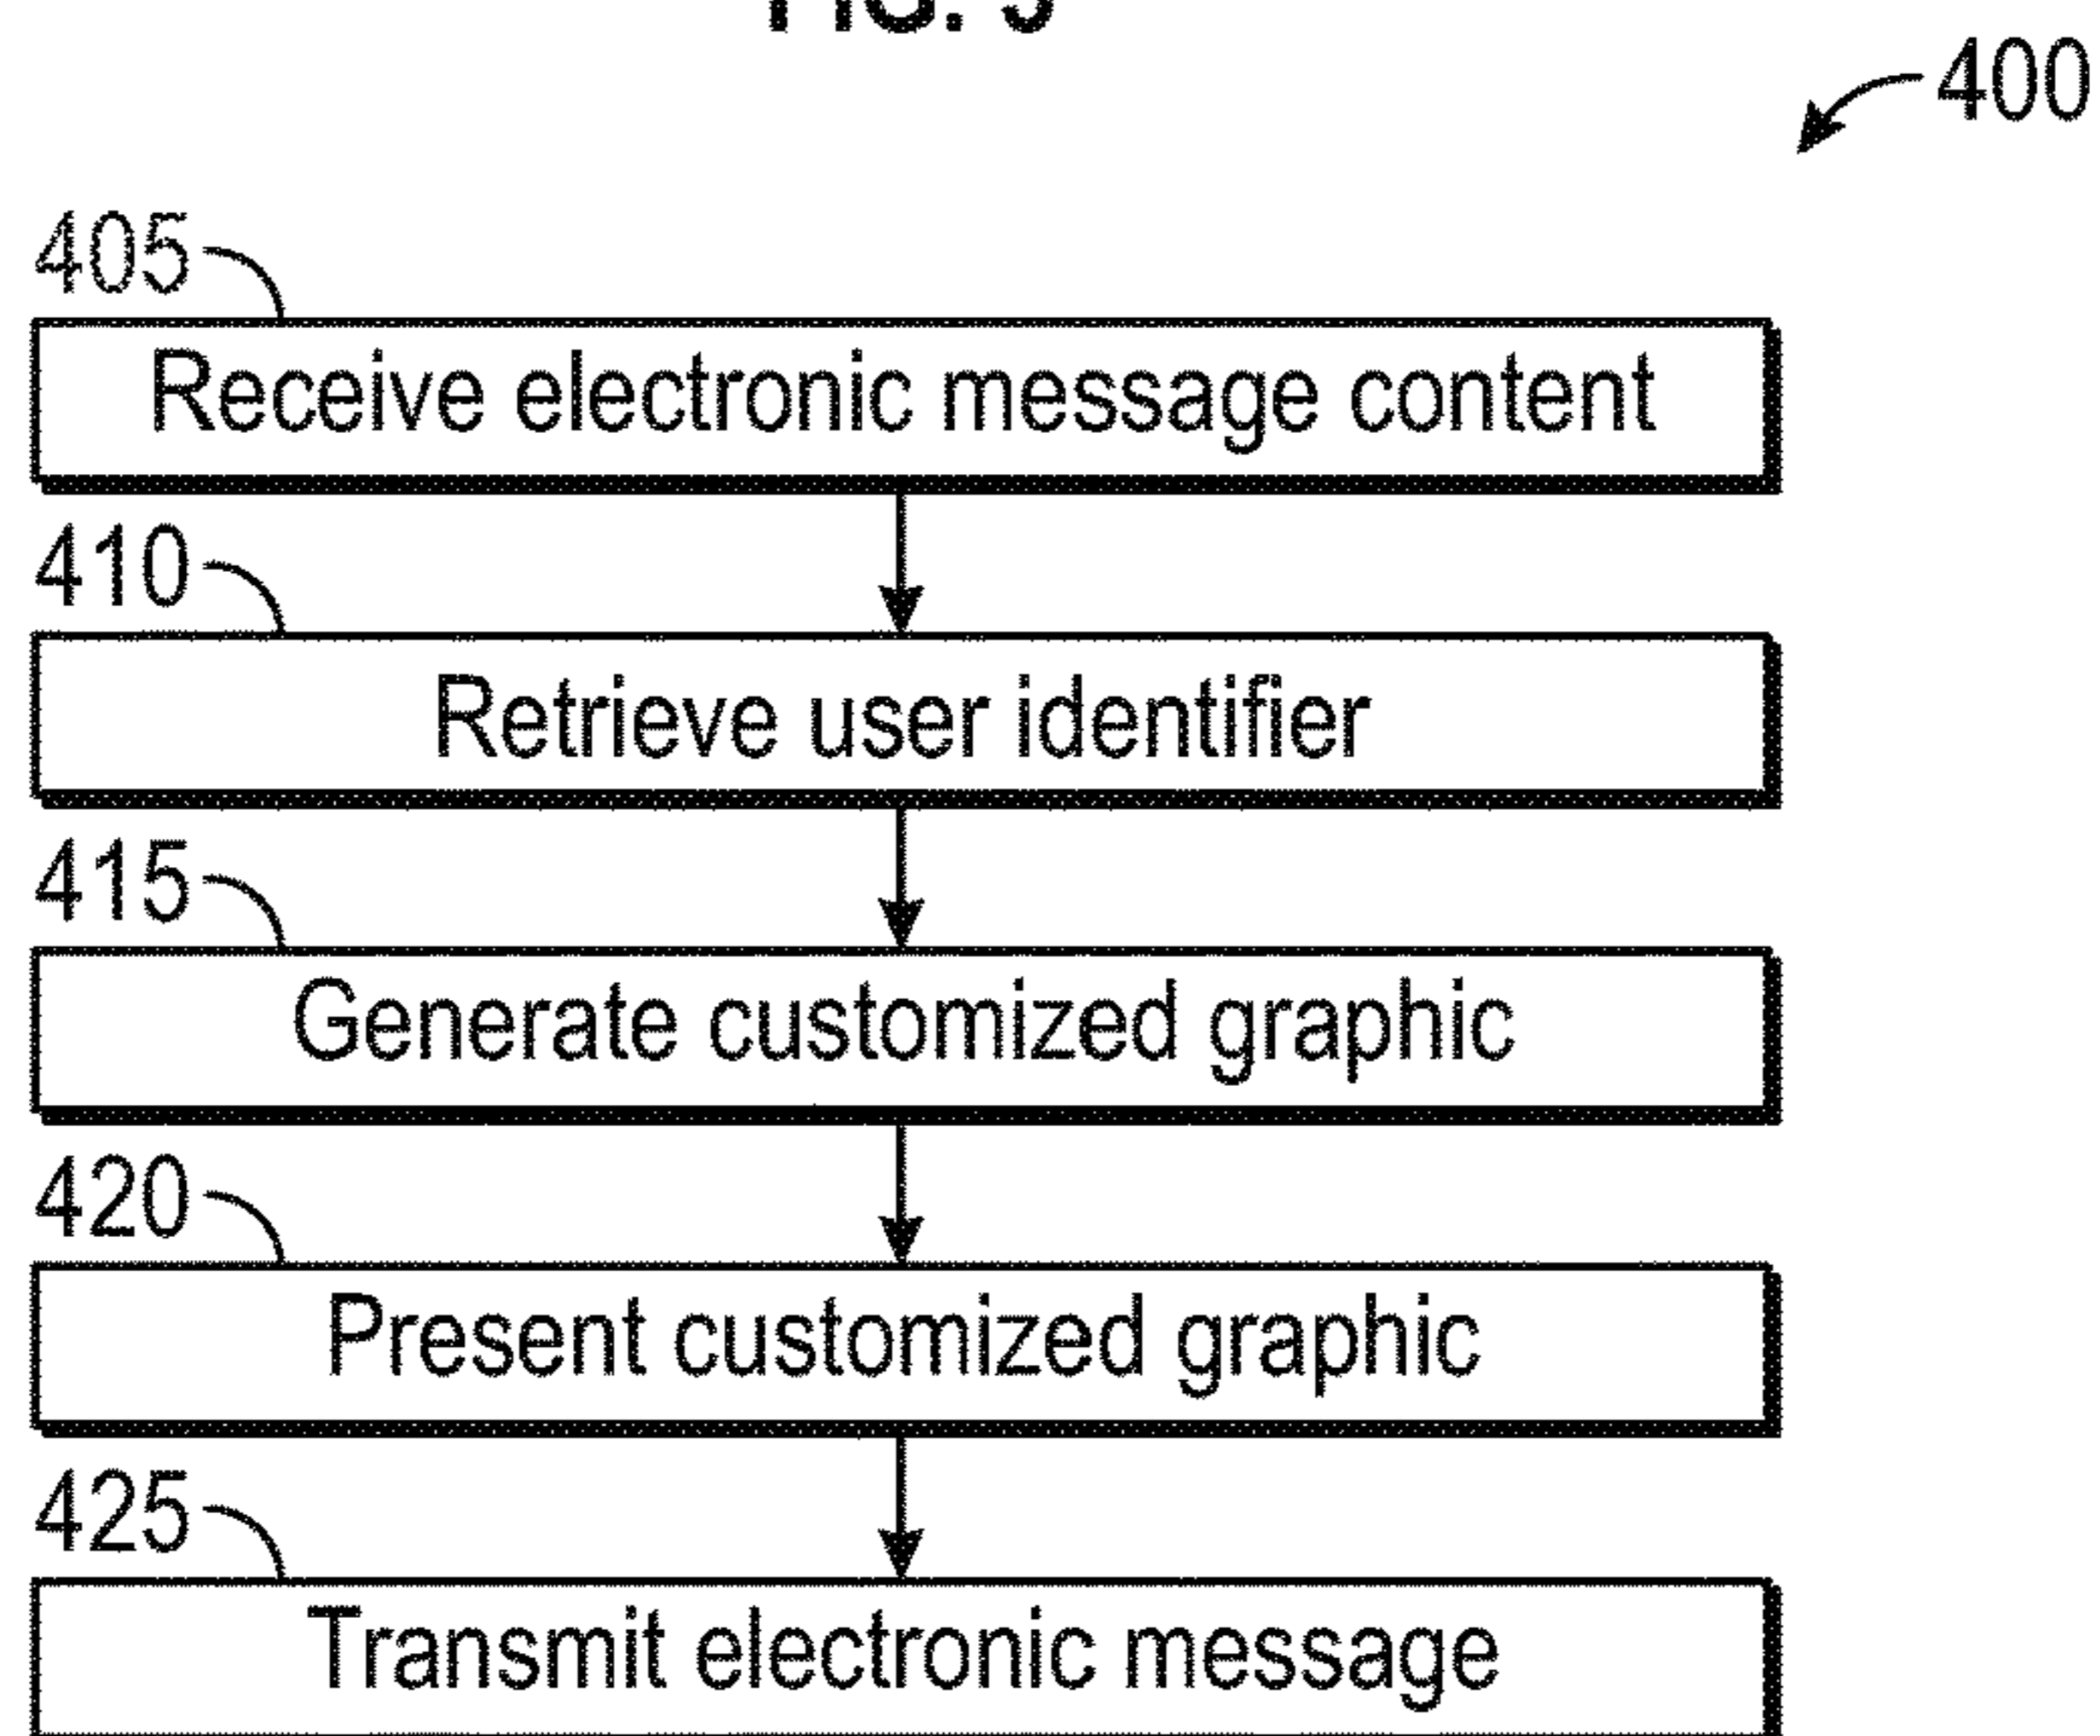 400
405
Receive electronic message content
410
Retrieve user identifier
415
Generate customized graphic
420
Present customized graphic
425
Transmit electronic message